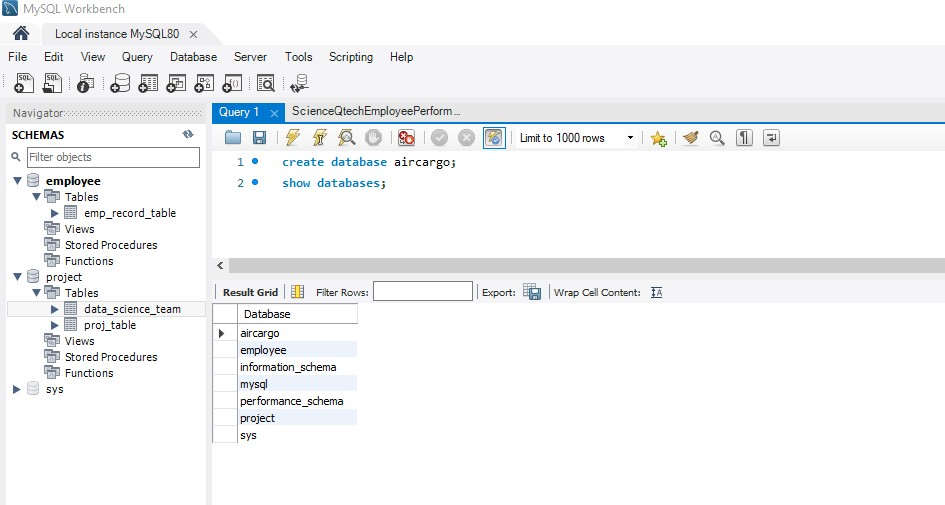 MySQL Workbench
Local instance MySQL80
File Edit View Query Database Server Tools Scripting Help
Navigator
SCHEMAS
Filter objects
employee
Tables
emp_record_table
Views
Stored Procedures
Functions
project
Tables
data_science_team
proj_table
Views
Stored Procedures
Functions
sys
Query 1 ScienceQtechEmployeePerform...
Limit to 1000 rows
1 create database aircargo;
2 show databases;
Result Grid Filter Rows: Export: Wrap Cell Content:
Database
aircargo
employee
information_schema
mysql
performance_schema
project
sys